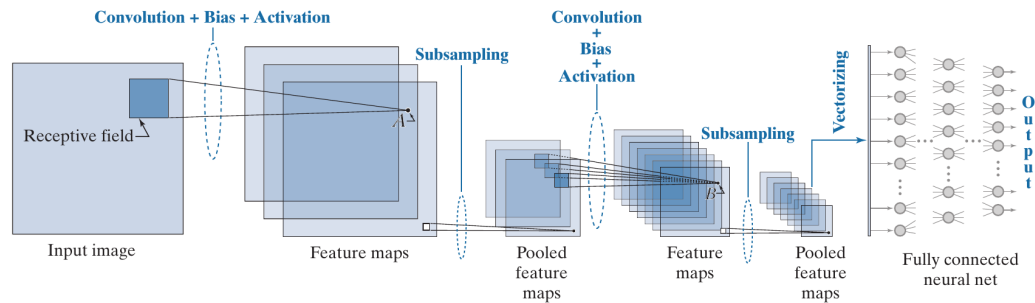 Convolution + Bias + Activation
Receptive field
Input image
A
Feature maps
Subsampling
Pooled
feature
maps
Convolution
+
Bias
+
Activation
B
Feature
maps
Subsampling
Pooled
feature
maps
Vectorizing
Fully connected
neural net
Output